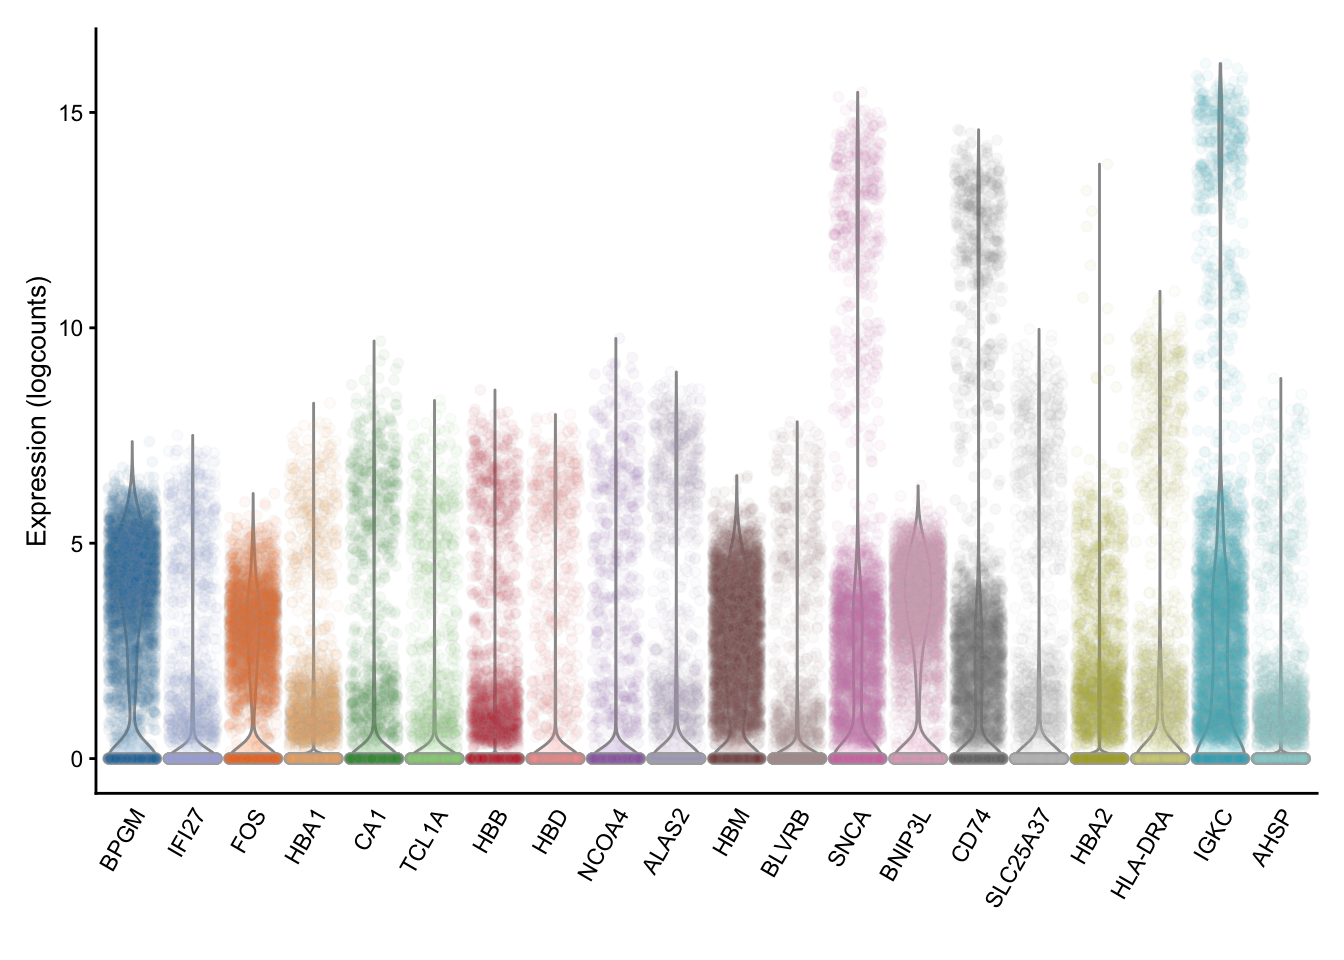 Expression (logcounts)
15
10
5
0
BPGM
IFI27
FOS
HBA1
CA1
TCL1A
HBB
HBD
NCOA4
ALAS2
HBM
BLVRB
SNCA
BNIP3L
CD74
SLC25A37
HBA2
HLA-DRA
IGKC
AHSP